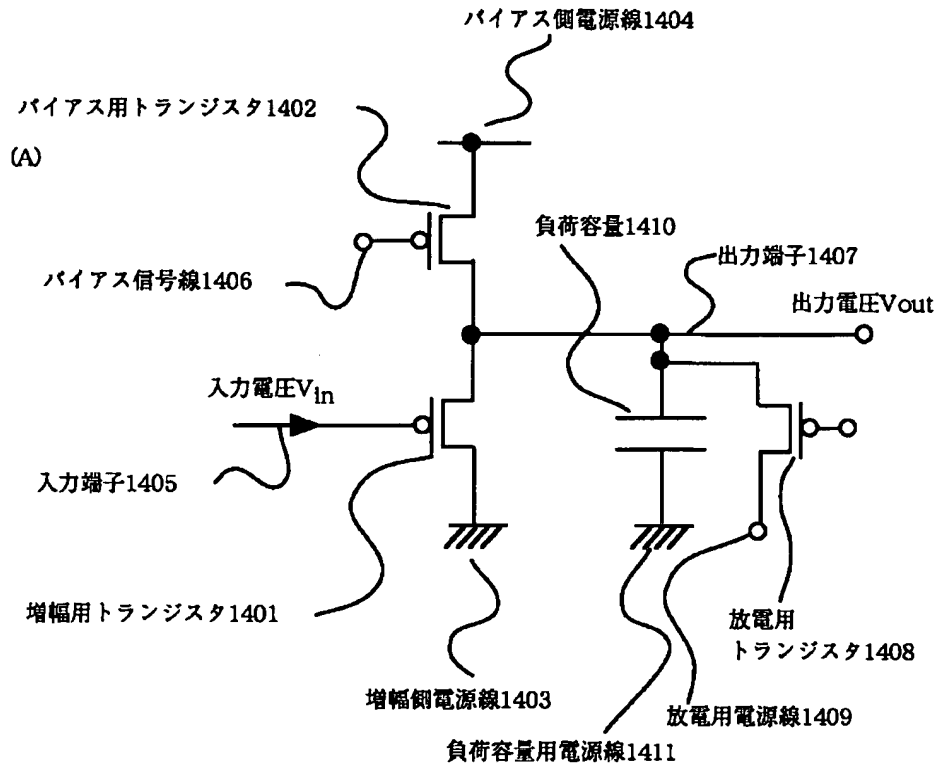 バイアス側電源線1404
バイアス用トランジスタ1402
(A)
負荷容量1410
出力端子1407
バイアス信号線1406
出力電圧Vout
入力電圧Vin
入力端子1405
増幅用トランジスタ1401
放電用
トランジスタ1408
増幅側電源線1403
放電用電源線1409
負荷容量用電源線1411